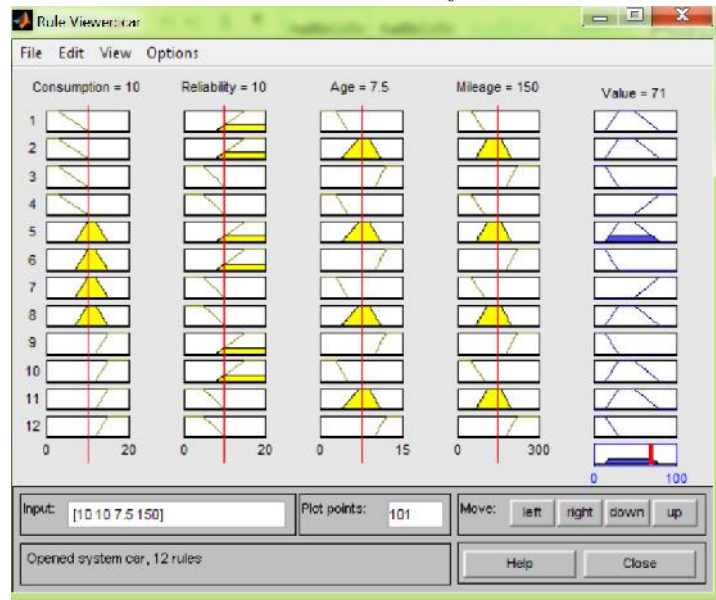 Rule Viewer: car
File Edit View Options
Consumption = 10 Reliability = 10 Age = 7.5 Mileage = 150 Value = 71
1
2
3
4
5
6
7
8
9
10
11
12
0 20 0 20 0 15 0 300
0 100
Input: [10 10 7.5 150] Plot points: 101 Move: left right down up
Opened system car, 12 rules Help Close